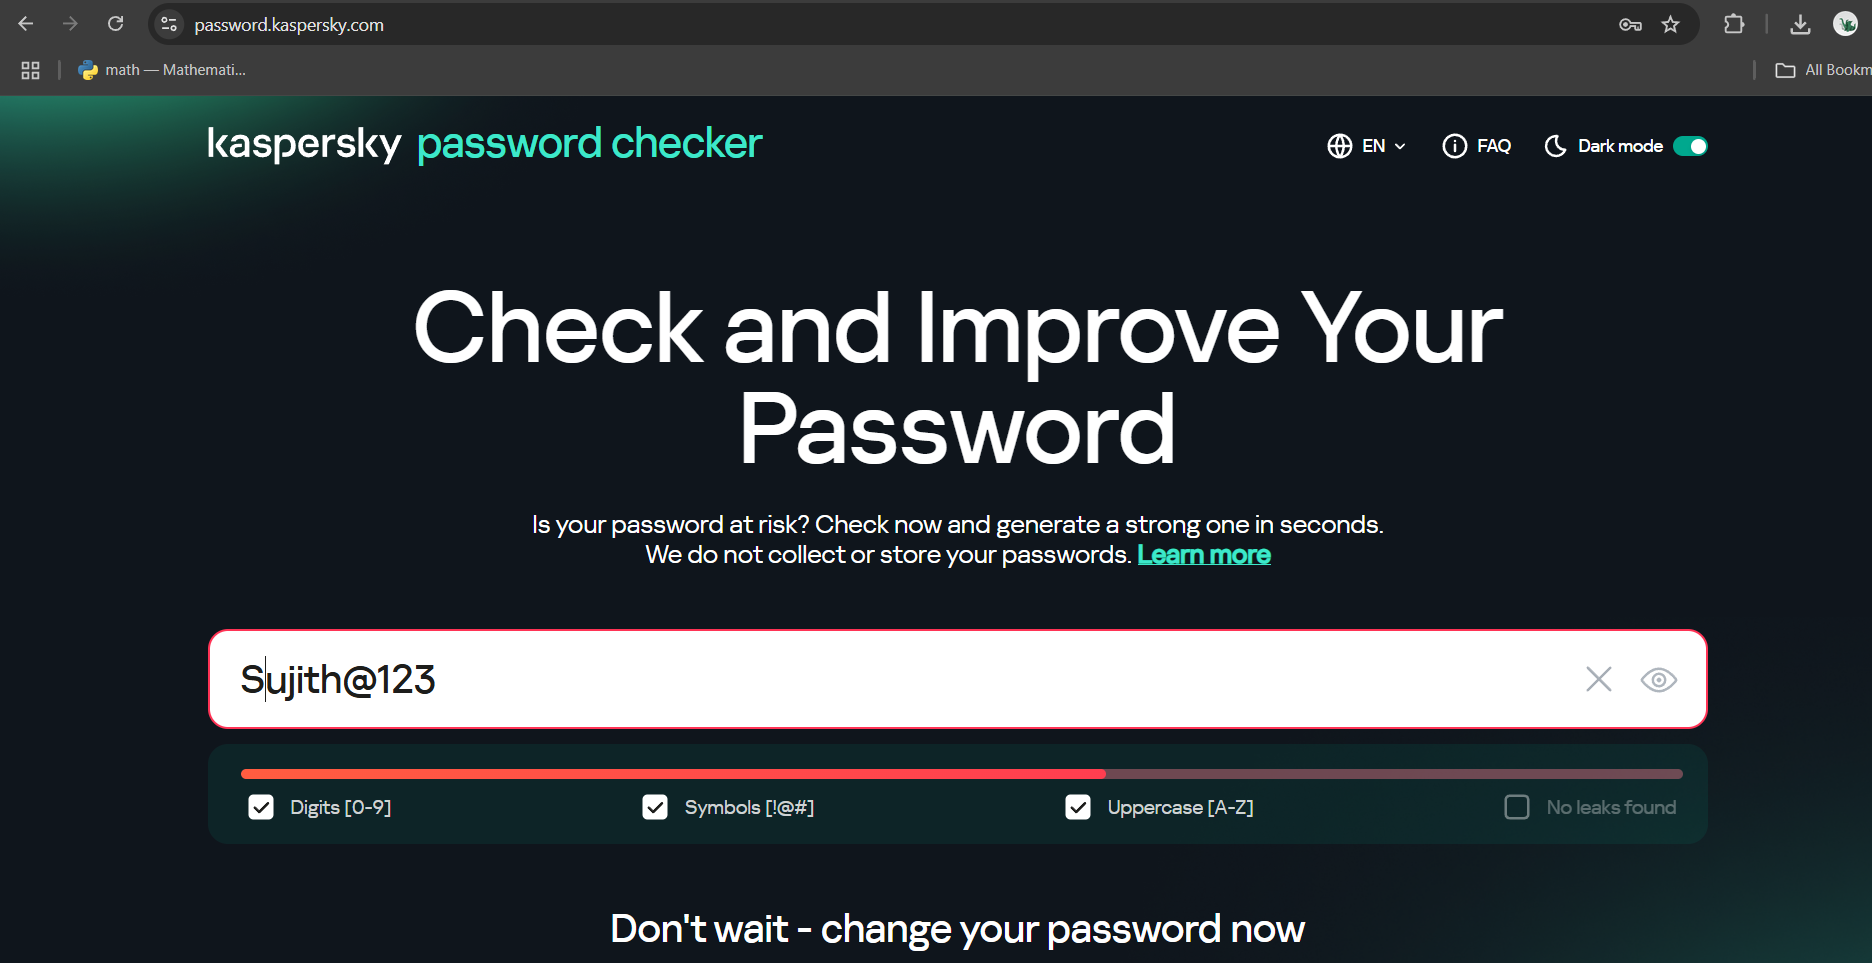 password.kaspersky.com
math — Mathemati...
All Bookm
kaspersky password checker
EN
FAQ
Dark mode
Check and Improve Your
Password
Is your password at risk? Check now and generate a strong one in seconds.
We do not collect or store your passwords. Learn more
Sujith@123
Digits [0-9]
Symbols [!@#]
Uppercase [A-Z]
No leaks found
Don't wait - change your password now